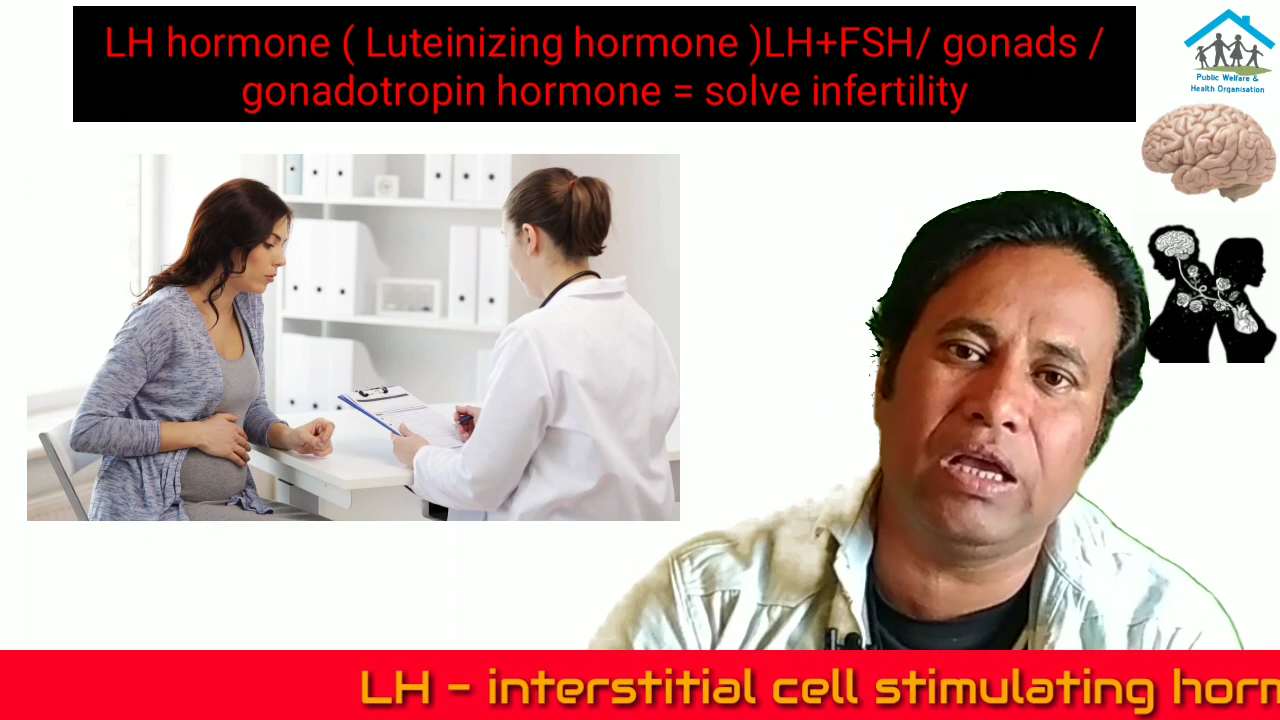 LH hormone ( Luteinizing hormone )LH+FSH/ gonads /
gonadotropin hormone = solve infertility
Public Welfare &
Health Organisation
LH - interstitial cell stimulating horm